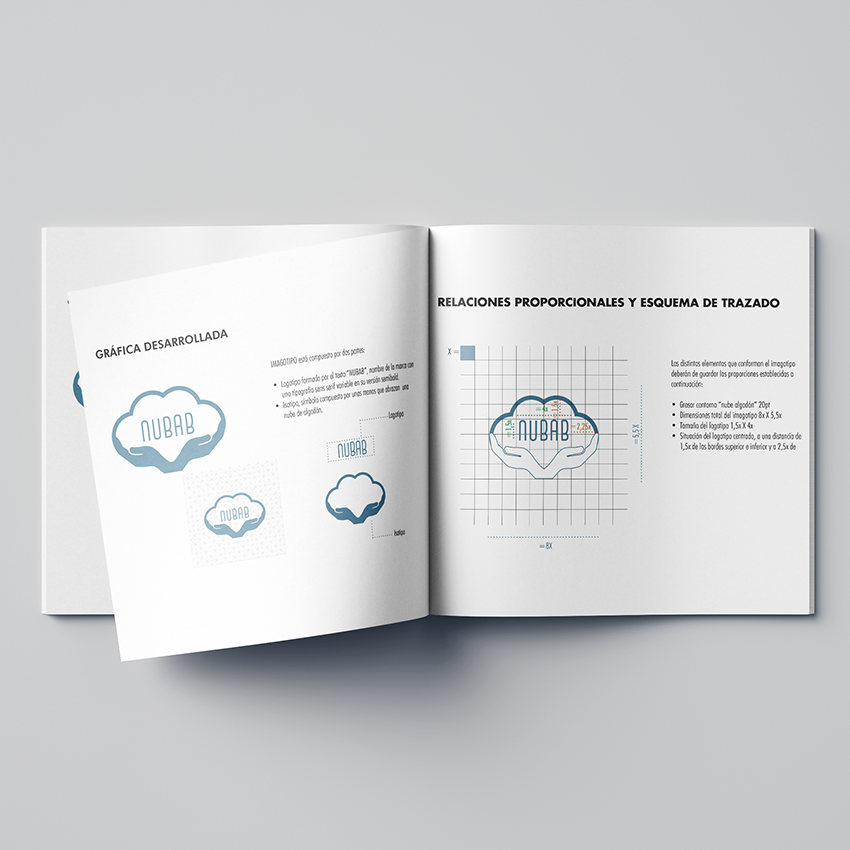 GRÁFICA DESARROLLADA
IMAGOTIPO está compuesto por dos partes:
• Logotipo formado por el texto "NUBAB", nombre de la marca con
una tipografía sans serif variable en su versión semibold.
• Isotipo, símbolo compuesto por unas manos que abrazan una
nube de algodón.
NUBAB
Logotipo
NUBAB
NUBAB
Isotipo
RELACIONES PROPORCIONALES Y ESQUEMA DE TRAZADO
X =
4x
1,5x
1,5x
NUBAB
2,25x
5,5 X
8X
Los distintos elementos que conforman el imagotipo
deberán de guardar las proporciones establecidas a
continuación:
• Grosor contorno "nube algodón" 20pt
• Dimensiones total del imagotipo 8x X 5,5x
• Tamaño del logotipo 1,5x X 4x
• Situación del logotipo centrado, a una distancia de
1,5x de los bordes superior e inferior y a 2,5x de